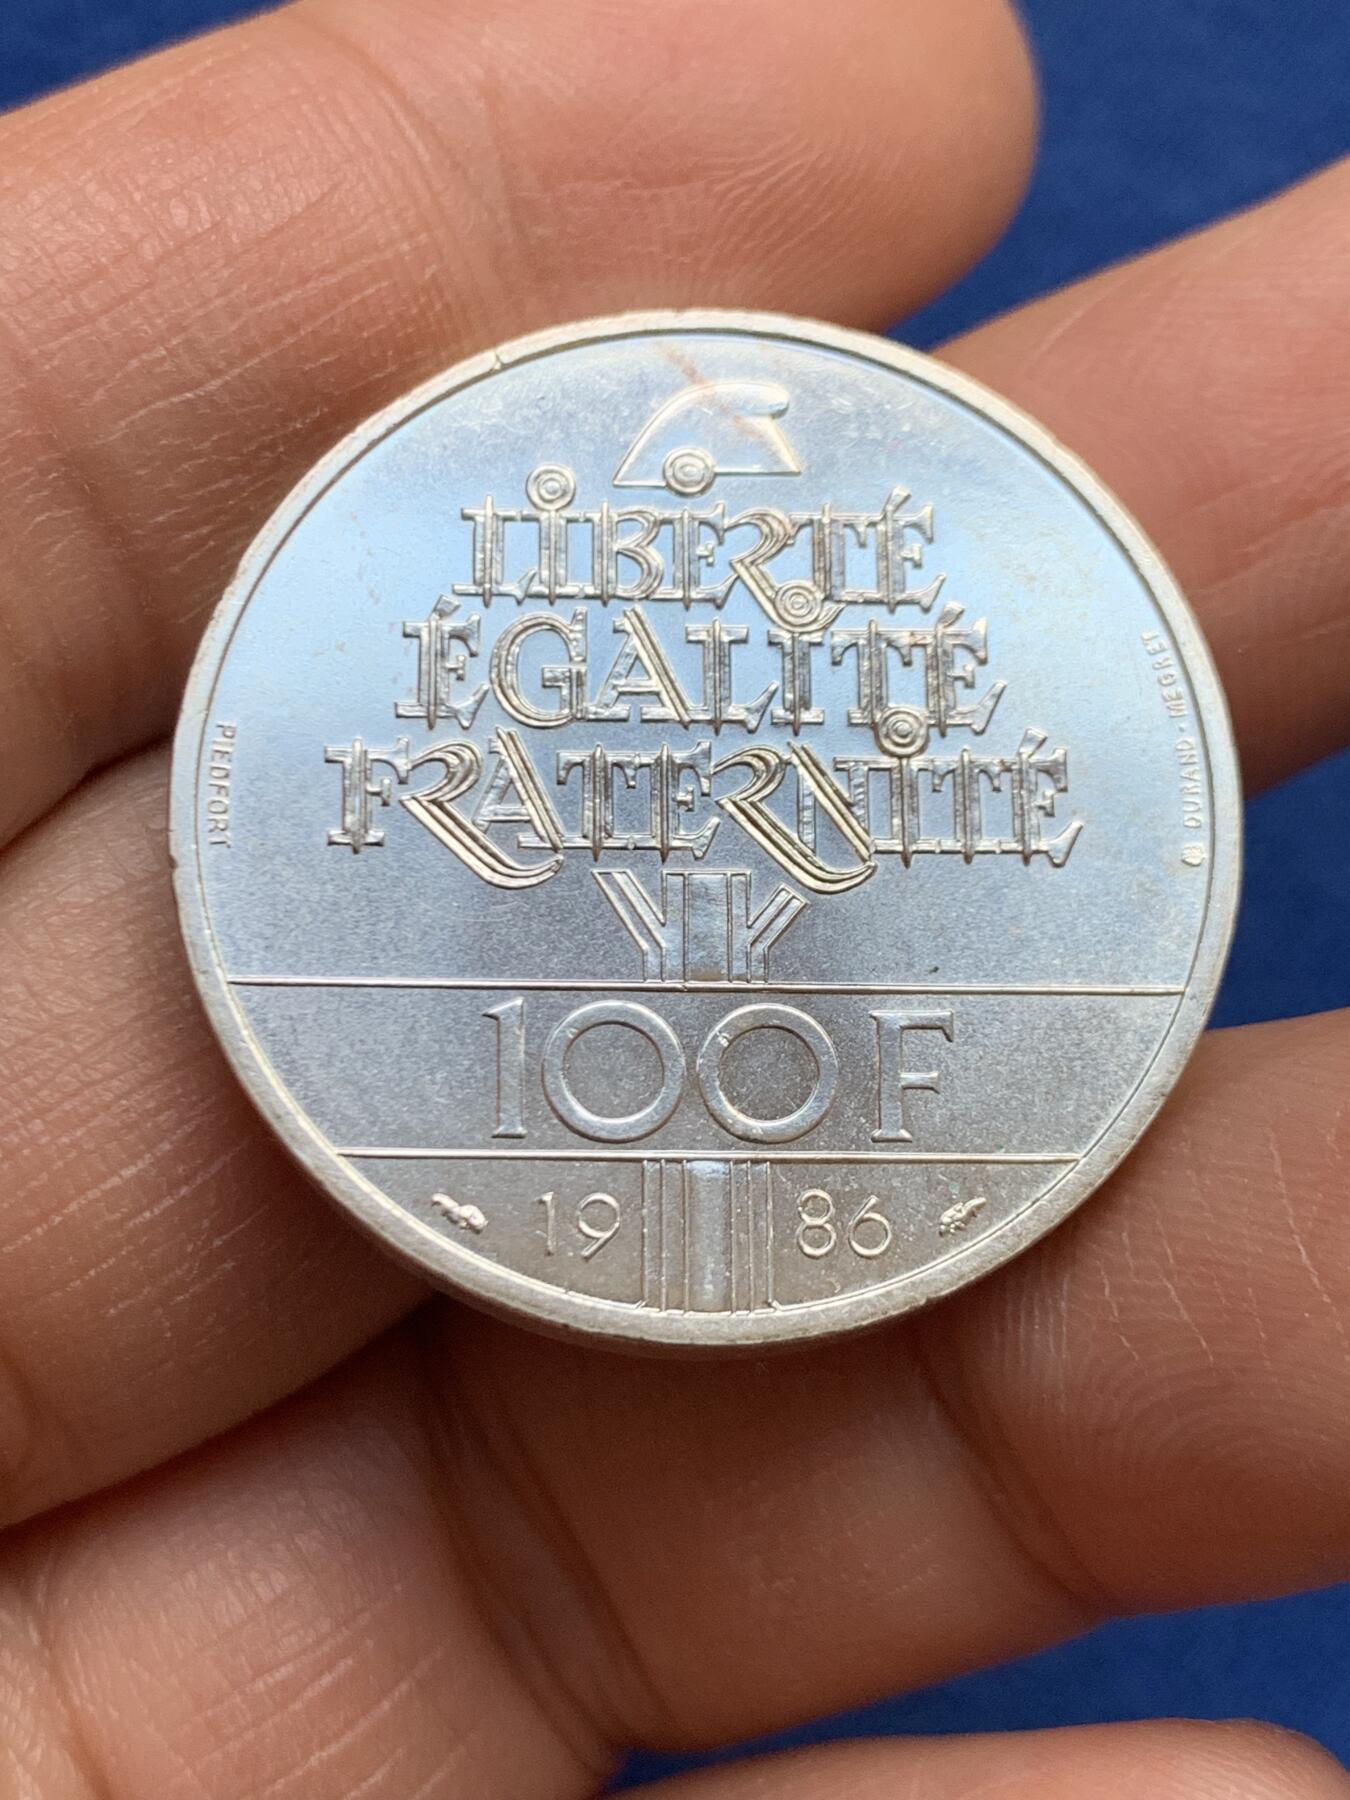 LIBERTÉ
ÉGALITÉ
FRATERNITÉ
PIEDFORT
DURAND · MEGRET
100 F
19 86